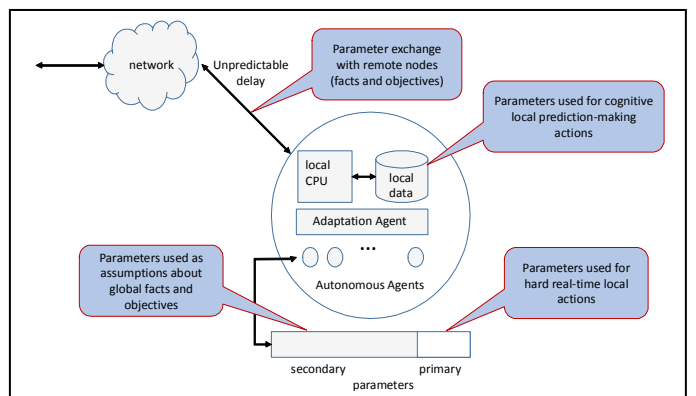 network
Unpredictable
delay
Parameter exchange
with remote nodes
(facts and objectives)
Parameters used for cognitive
local prediction-making
actions
local
CPU
local
data
Adaptation Agent
...
Autonomous Agents
Parameters used as
assumptions about
global facts and
objectives
Parameters used for
hard real-time local
actions
secondary
primary
parameters